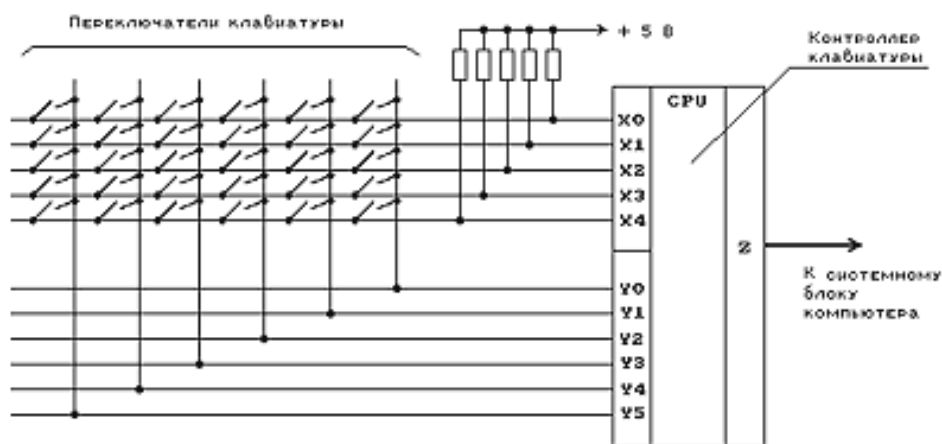 Переключатели клавиатуры
+ 5 В
Контроллер
клавиатуры
CPU
X0
X1
X2
X3
X4
Z
Y0
Y1
Y2
Y3
Y4
Y5
К системному
блоку
компьютера